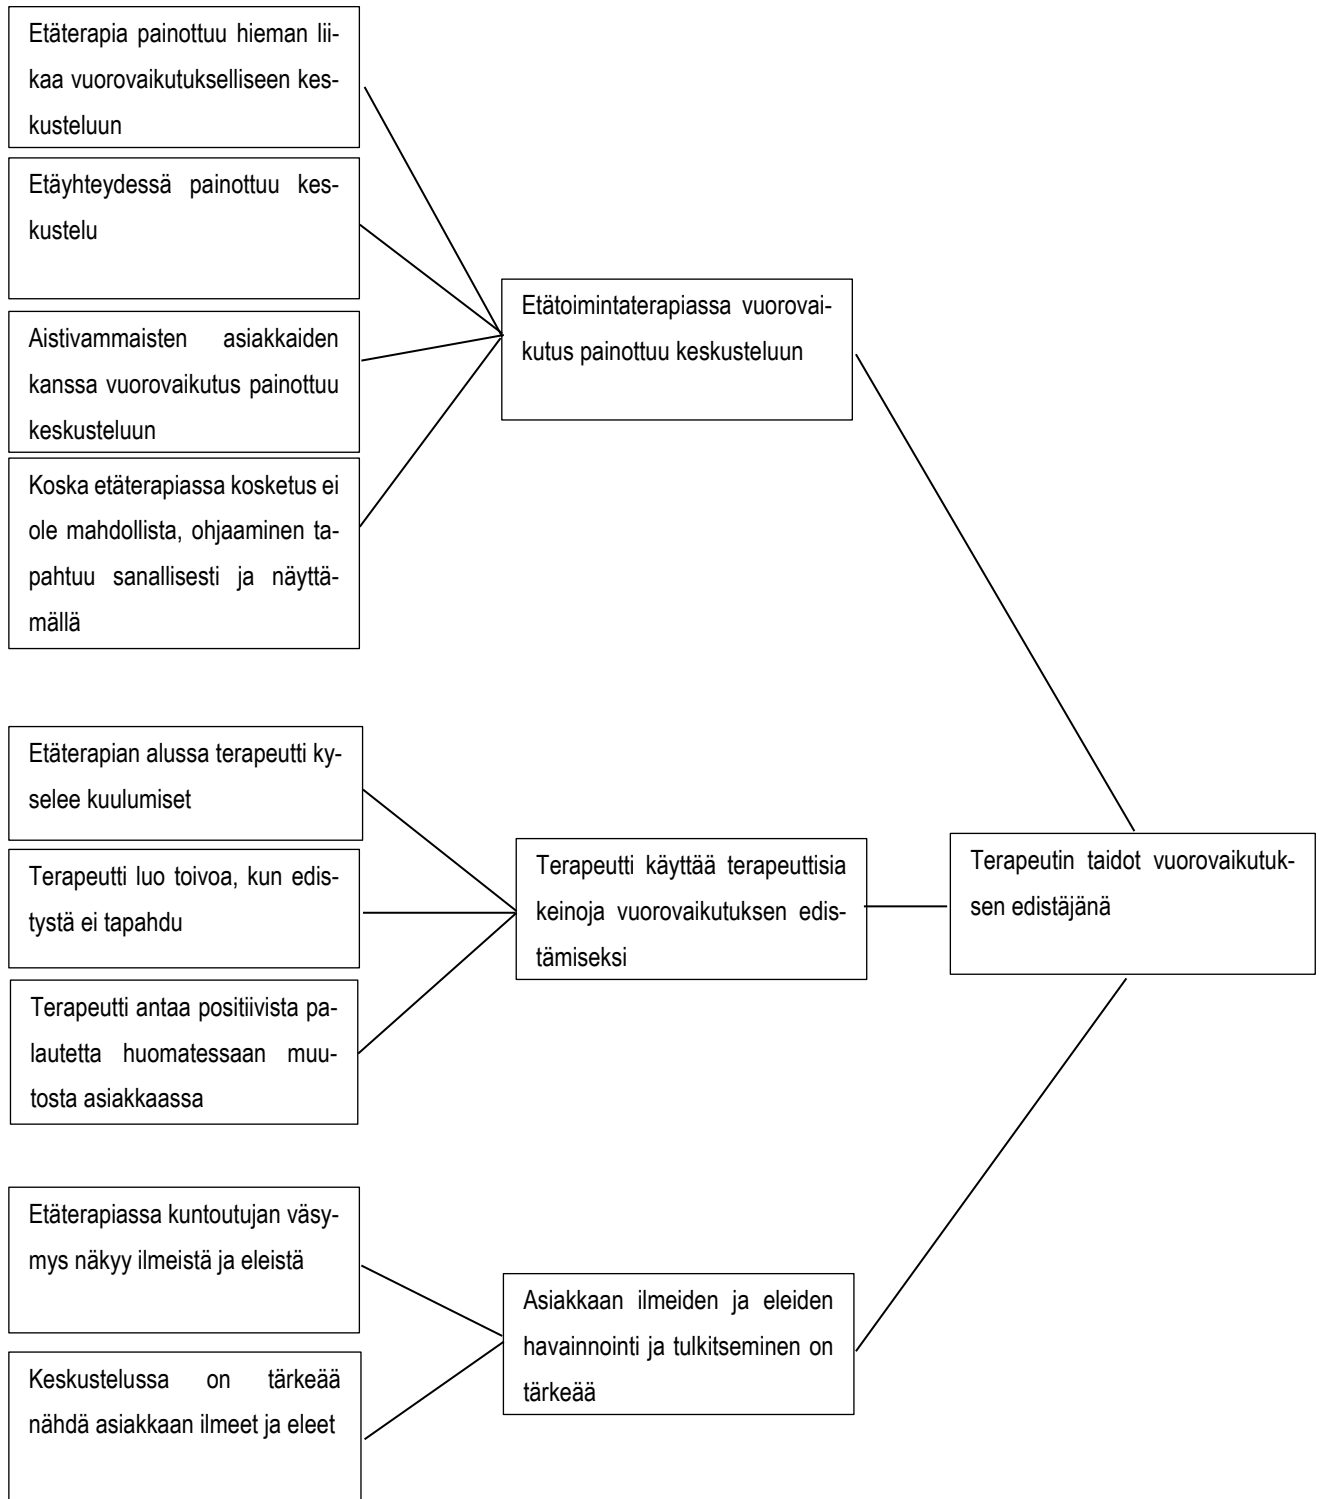 Etäterapia painottuu hieman lii-
kaa vuorovaikutukselliseen kes-
kusteluun
Etäyhteydessä painottuu kes-
kustelu
Aistivammaisten asiakkaiden
kanssa vuorovaikutus painottuu
keskusteluun
Koska etäterapiassa kosketus ei
ole mahdollista, ohjaaminen ta-
pahtuu sanallisesti ja näyttä-
mällä
Etätoimintaterapiassa vuorovai-
kutus painottuu keskusteluun
Etäterapian alussa terapeutti ky-
selee kuulumiset
Terapeutti luo toivoa, kun edis-
tystä ei tapahdu
Terapeutti antaa positiivista pa-
lautetta huomatessaan muu-
tosta asiakkaassa
Terapeutti käyttää terapeuttisia
keinoja vuorovaikutuksen edis-
tämiseksi
Terapeutin taidot vuorovaikutuk-
sen edistäjänä
Etäterapiassa kuntoutujan väsy-
mys näkyy ilmeistä ja eleistä
Keskustelussa on tärkeää
nähdä asiakkaan ilmeet ja eleet
Asiakkaan ilmeiden ja eleiden
havainnointi ja tulkitseminen on
tärkeää